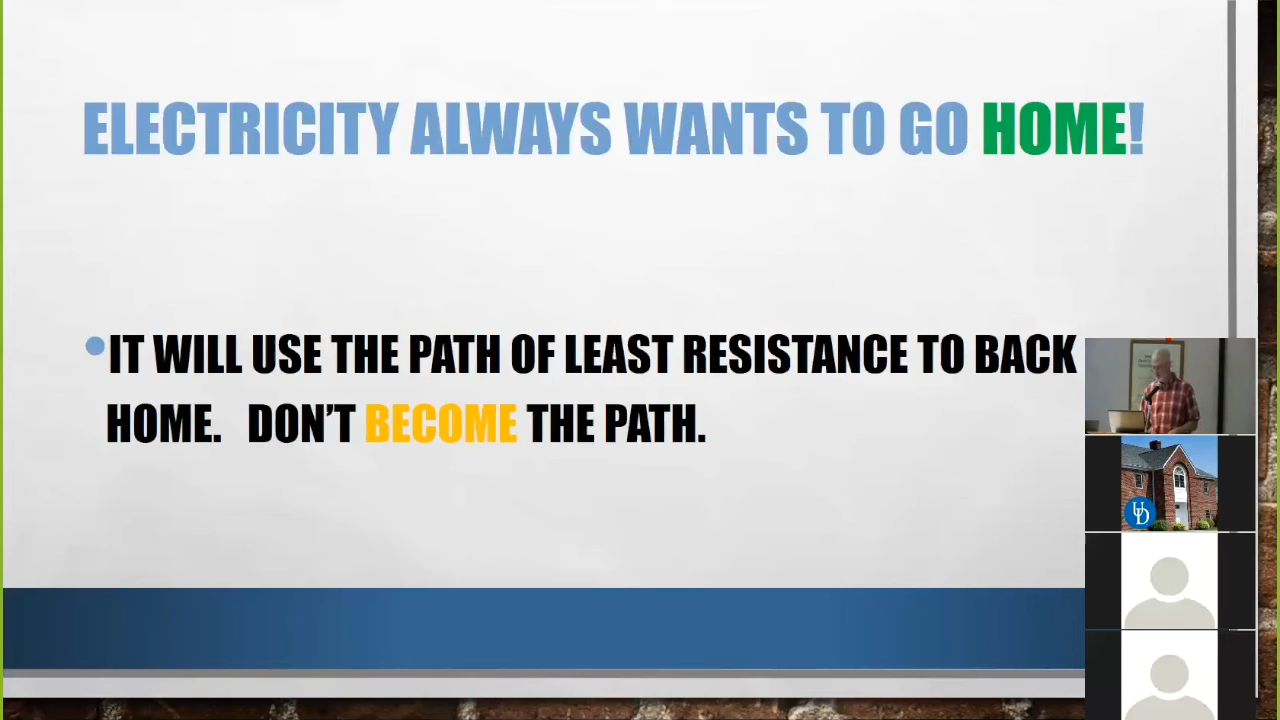 ELECTRICITY ALWAYS WANTS TO GO HOME!
•IT WILL USE THE PATH OF LEAST RESISTANCE TO BACK
HOME. DON'T BECOME THE PATH.
UD